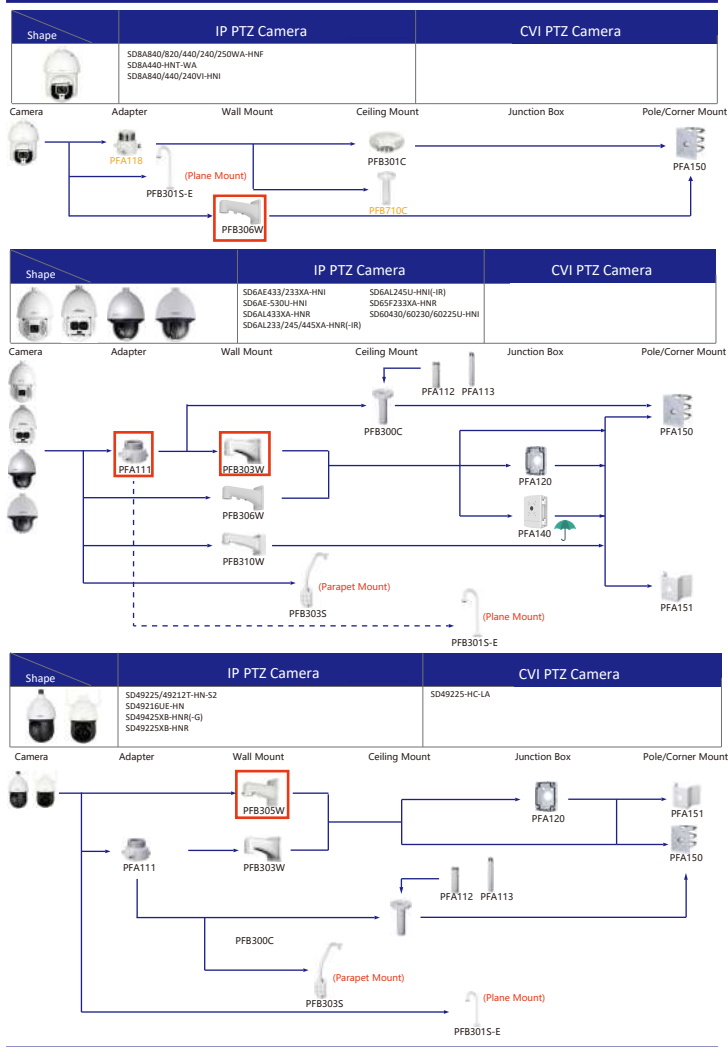 Shape
IP PTZ Camera
CVI PTZ Camera
SD8A840/820/440/240/250WA-HNF
SD8A440-HNT-WA
SD8A840/440/240VI-HNI
Camera Adapter Wall Mount Ceiling Mount Junction Box Pole/Corner Mount
PFA118
PFB301C
PFA150
(Plane Mount)
PFB301S-E
PFB710C
PFB306W
Shape
IP PTZ Camera
CVI PTZ Camera
SD6AE433/233XA-HNI SD6AL245U-HNI(-IR)
SD6AE-530U-HNI SD65F233XA-HNR
SD6AL433XA-HNR SD60430/60230/60225U-HNI
SD6AL233/245/445XA-HNR(-IR)
Camera Adapter Wall Mount Ceiling Mount Junction Box Pole/Corner Mount
PFA112 PFA113
PFB300C
PFA150
PFA111
PFB303W
PFA120
PFB306W
PFA140
PFB310W
(Parapet Mount)
PFB303S
PFA151
(Plane Mount)
PFB301S-E
Shape
IP PTZ Camera
CVI PTZ Camera
SD49225/49212T-HN-S2
SD49216UE-HN
SD49425XB-HNR(-G)
SD49225XB-HNR
SD49225-HC-LA
Camera Adapter Wall Mount Ceiling Mount Junction Box Pole/Corner Mount
PFB305W
PFA120
PFA151
PFA111
PFB303W
PFA150
PFA112 PFA113
PFB300C
(Parapet Mount)
PFB303S
(Plane Mount)
PFB301S-E